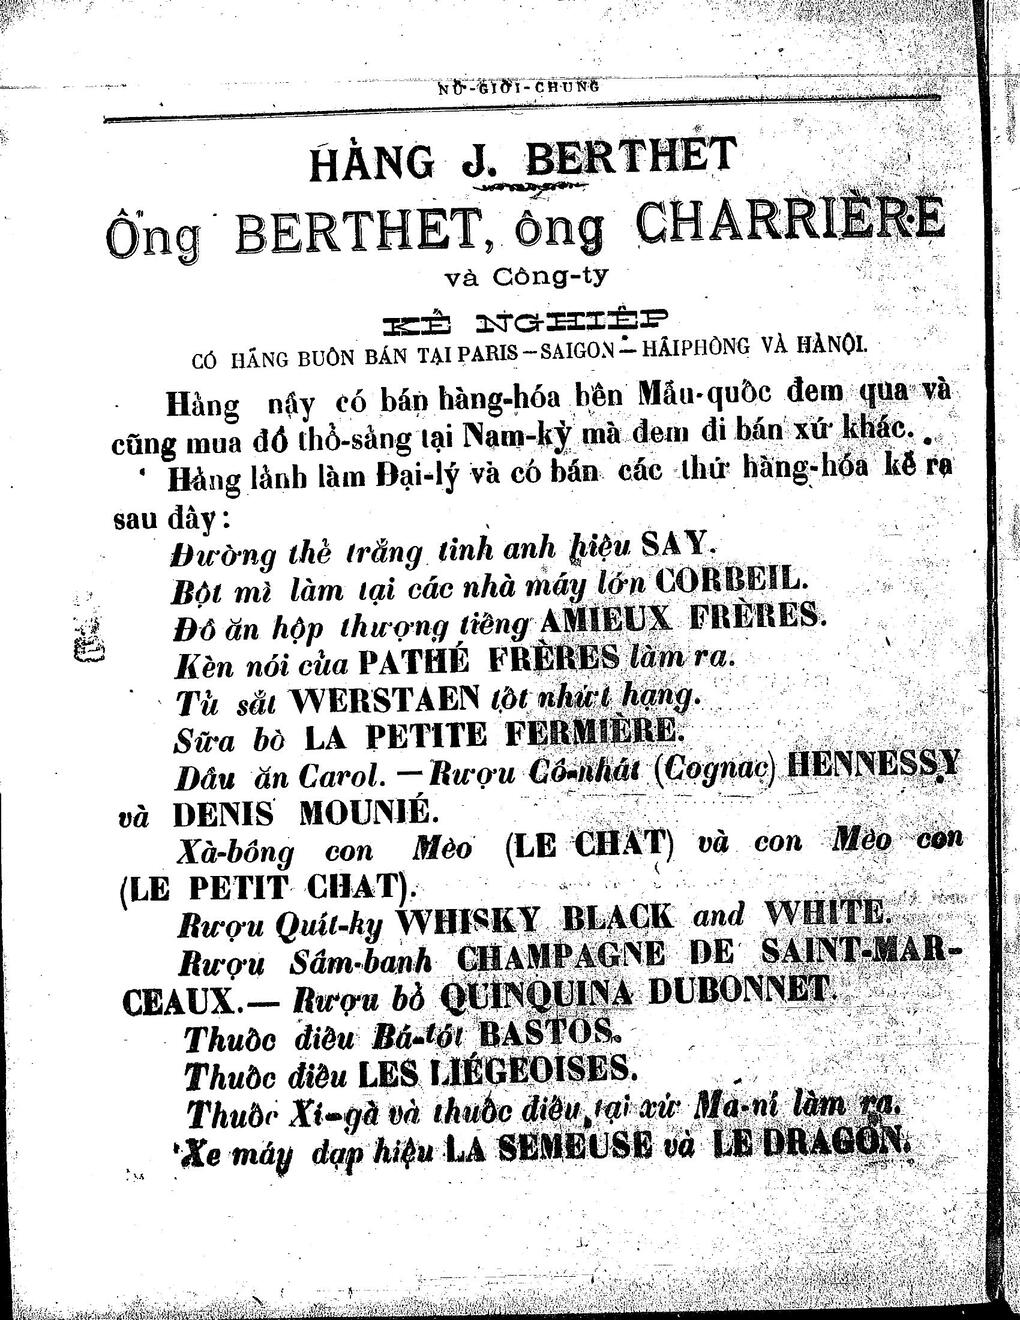 NỮ-GIỚI-CHUNG
HẢNG J. BERTHET
Ông BERTHET, ông CHARRIÈRE
và Công-ty
KẾ NGHIỆP
CÓ HÃNG BUÔN BÁN TẠI PARIS — SAIGON — HẢIPHÒNG VÀ HÀNỘI.
Hảng nầy có bán hàng-hóa bên Mẫu-quốc đem qua và
cũng mua đồ thổ-sảng tại Nam-kỳ mà đem đi bán xứ khác.
Hảng lảnh làm Đại-lý và có bán các thứ hàng-hóa kể ra
sau đây:
Đường thẻ trắng tinh anh hiệu SAY.
Bột mì làm tại các nhà máy lớn CORBEIL.
Đồ ăn hộp thượng tiếng AMIEUX FRÈRES.
Kèn nói của PATHÉ FRÈRES làm ra.
Tủ sắt WERSTAEN tốt nhứt hạng.
Sữa bò LA PETITE FERMIÈRE.
Dầu ăn Carol. — Rượu Cô-nhát (Cognac) HENNESSY
và DENIS MOUNIÉ.
Xà-bông con Mèo (LE CHAT) và con Mèo con
(LE PETIT CHAT).
Rượu Quít-ky WHISKY BLACK and WHITE.
Rượu Sâm-banh CHAMPAGNE DE SAINT-MAR-
CEAUX. — Rượu bổ QUINQUINA DUBONNET.
Thuốc điếu Bá-tốt BASTOS.
Thuốc điếu LES LIÉGEOISES.
Thuốc Xi-gà và thuốc điếu tại xứ Ma-ní làm ra.
Xe máy đạp hiệu LA SEMEUSE và LE DRAGON.